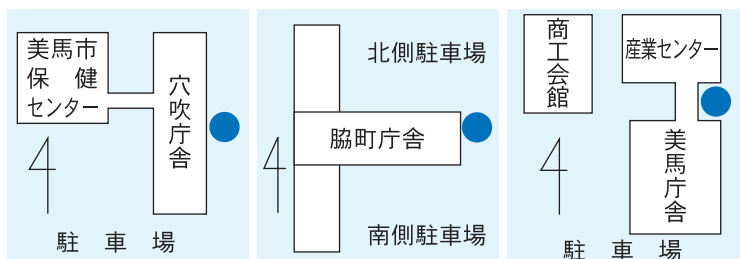 美馬市
保健
センター
穴吹庁舎
駐車場
北側駐車場
脇町庁舎
南側駐車場
商工会館
産業センター
美馬庁舎
駐車場